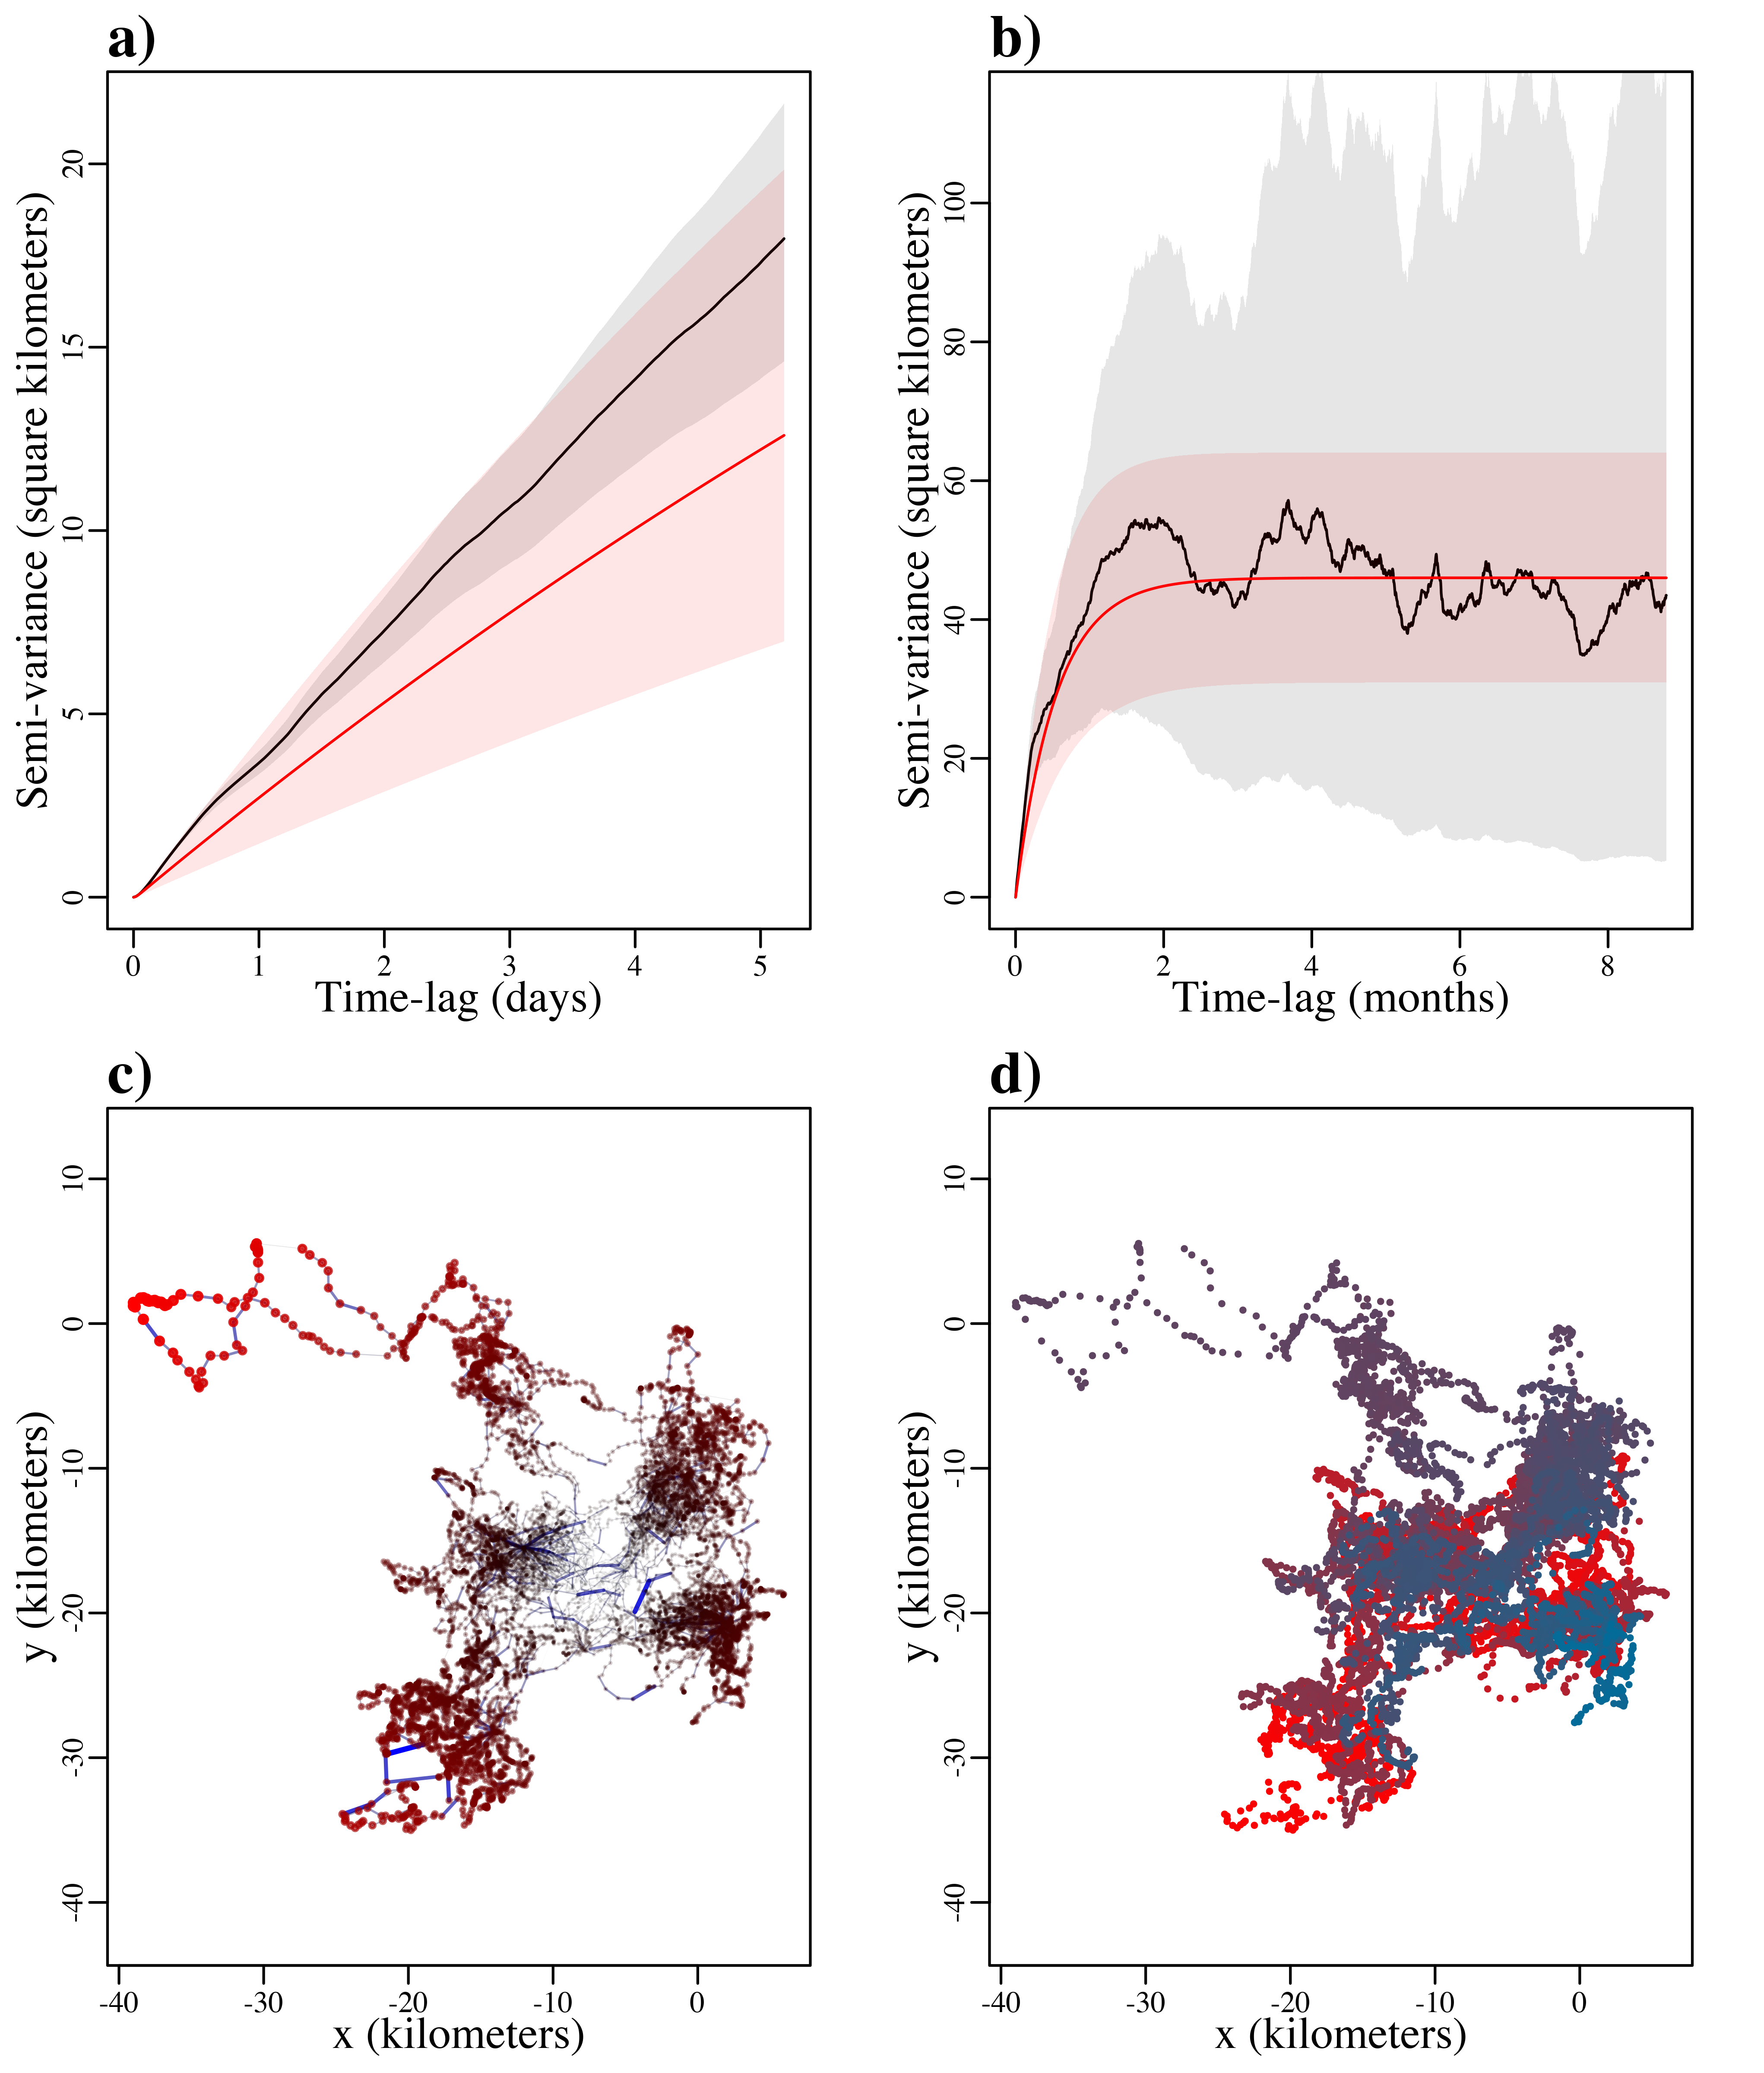 a)
Semi-variance (square kilometers)
0 5 10 15 20
0 1 2 3 4 5
Time-lag (days)
b)
Semi-variance (square kilometers)
0 20 40 60 80 100
0 2 4 6 8
Time-lag (months)
c)
y (kilometers)
-40 -30 -20 -10 0 10
-40 -30 -20 -10 0
x (kilometers)
d)
y (kilometers)
-40 -30 -20 -10 0 10
-40 -30 -20 -10 0
x (kilometers)